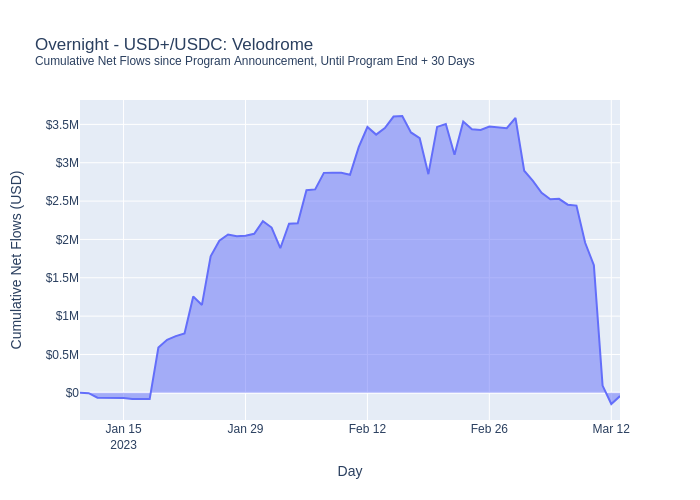 Overnight - USD+/USDC: Velodrome
Cumulative Net Flows since Program Announcement, Until Program End + 30 Days
Cumulative Net Flows (USD)
$3.5M
$3M
$2.5M
$2M
$1.5M
$1M
$0.5M
$0
Jan 15
2023
Jan 29
Feb 12
Feb 26
Mar 12
Day